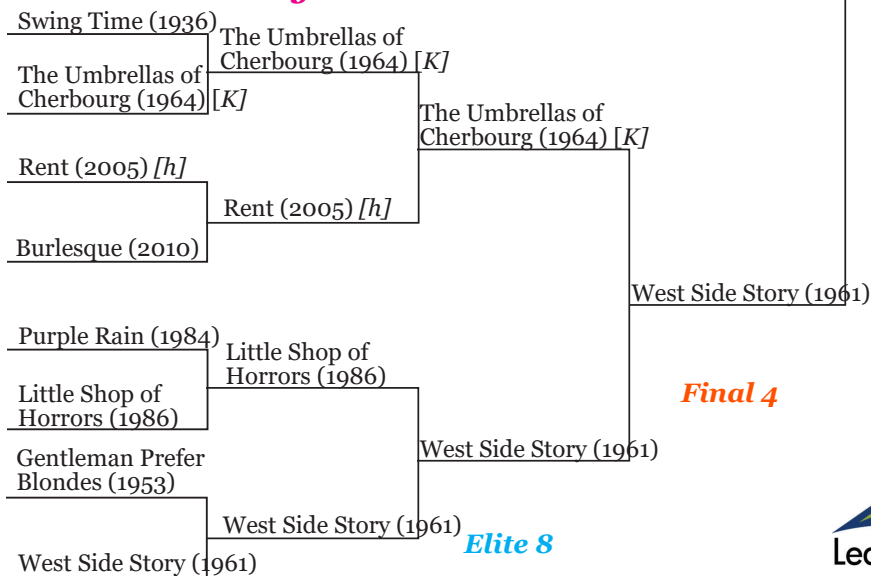 Swing Time (1936)
The Umbrellas of
Cherbourg (1964) [K]
The Umbrellas of
Cherbourg (1964) [K]
The Umbrellas of
Cherbourg (1964) [K]
Rent (2005) [h]
Rent (2005) [h]
Burlesque (2010)
West Side Story (1961)
Purple Rain (1984)
Little Shop of
Horrors (1986)
Little Shop of
Horrors (1986)
Final 4
Gentleman Prefer
Blondes (1953)
West Side Story (1961)
West Side Story (1961)
Elite 8
West Side Story (1961)